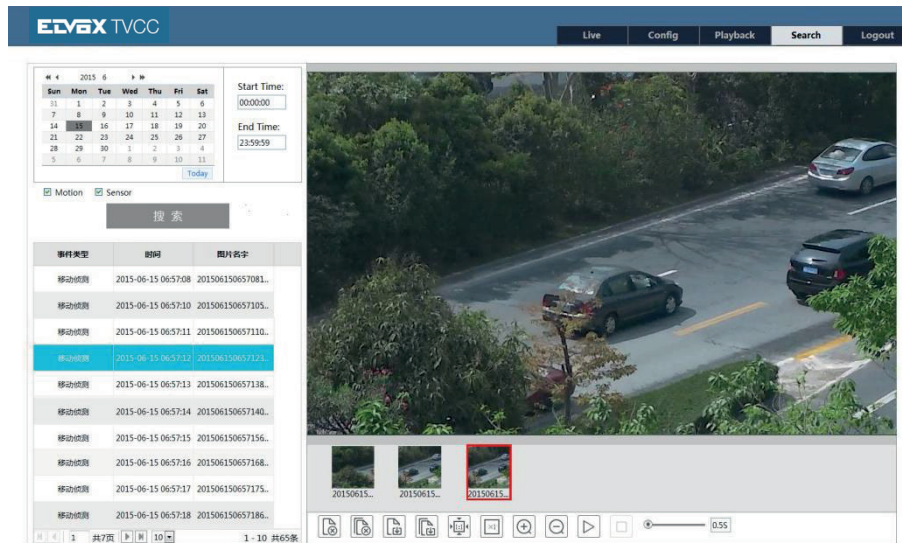 ELVOX TVCC
Live Config Playback Search Logout
2015 6
Sun Mon Tue Wed Thu Fri Sat
31 1 2 3 4 5 6
7 8 9 10 11 12 13
14 15 16 17 18 19 20
21 22 23 24 25 26 27
28 29 30 1 2 3 4
5 6 7 8 9 10 11
Today
Start Time:
00:00:00
End Time:
23:59:59
Motion Sensor
搜 索
事件类型 时间 图片名字
移动侦测 2015-06-15 06:57:08 201506150657081..
移动侦测 2015-06-15 06:57:10 201506150657105..
移动侦测 2015-06-15 06:57:11 201506150657110..
移动侦测 2015-06-15 06:57:12 201506150657123..
移动侦测 2015-06-15 06:57:13 201506150657138..
移动侦测 2015-06-15 06:57:14 201506150657140..
移动侦测 2015-06-15 06:57:15 201506150657156..
移动侦测 2015-06-15 06:57:16 201506150657168..
移动侦测 2015-06-15 06:57:17 201506150657175..
移动侦测 2015-06-15 06:57:18 201506150657186..
1 共7页 10 1 - 10 共65条
20150615... 20150615... 20150615...
0.5S